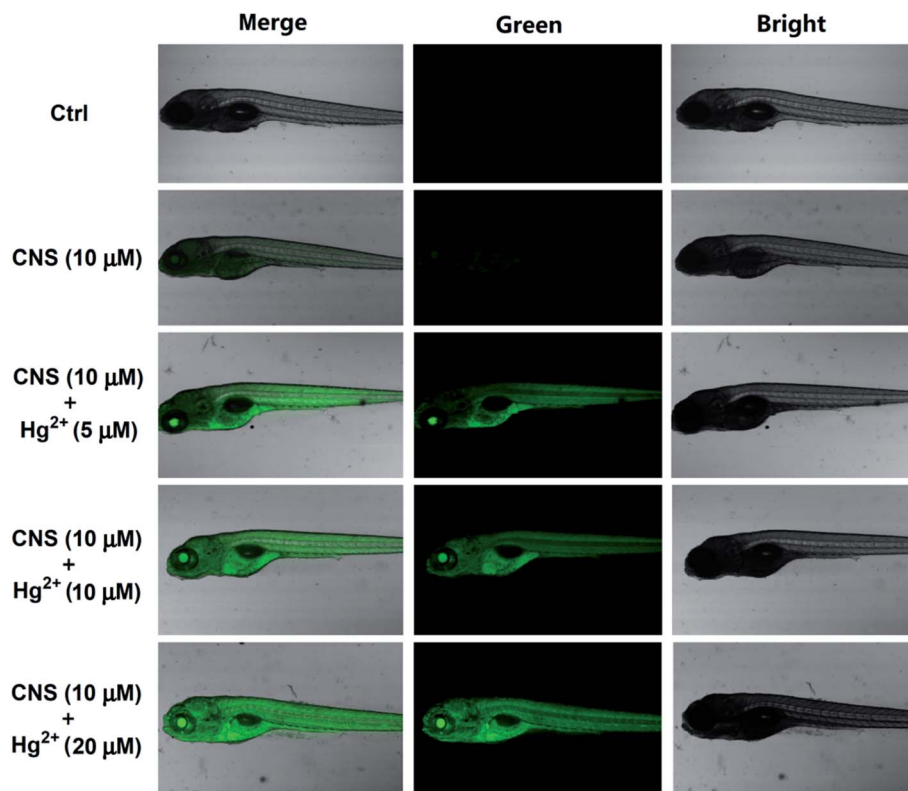 Merge Green Bright
Ctrl
CNS (10 μM)
CNS (10 μM)
+
Hg²⁺ (5 μM)
CNS (10 μM)
+
Hg²⁺ (10 μM)
CNS (10 μM)
+
Hg²⁺ (20 μM)